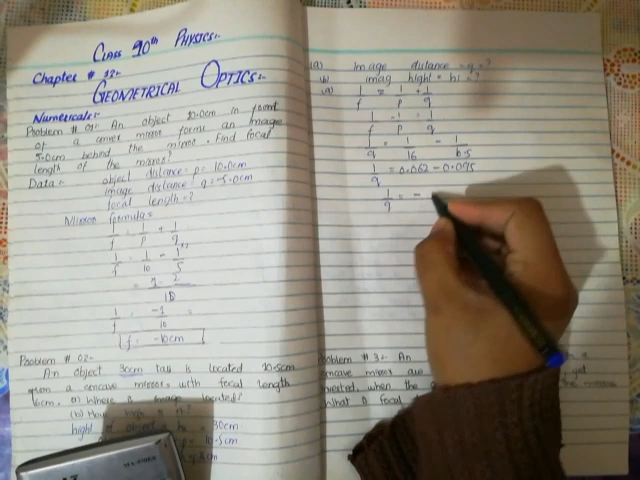 CLASS 10th PHYSICS:-
Chapter # 12:-
GEOMETRICAL OPTICS:-
Numericals:-
Problem # 01:- An object 10.0cm in front
of a mirror forms an image
5.0cm behind the mirror. Find focal
length of the mirror?
Data:- object distance = p = 10.0cm
image distance q = -5.0cm
focal length = ?
Mirror formula
1/f = 1/p + 1/q
1/f = 1/10 - 1/5
= 1 - 2
10
1/f = -1/10 =
f = -10cm
Problem # 02:-
An object 30cm tall is located 10.5cm
from a concave mirror with focal length
16cm. (a) Where is image located?
(b) How high is it?
hight of object = ho = 30cm
p = 10.5cm
(a) Image distance = q = ?
(b) imag hight = hi = ?
(a) 1/f = 1/p + 1/q
1/f - 1/p = 1/q
1/q = 1/16 - 1/10.5
1/q = 0.062 - 0.095
1/q = -
Problem # 3:- An
concave mirror are
when the
What focal